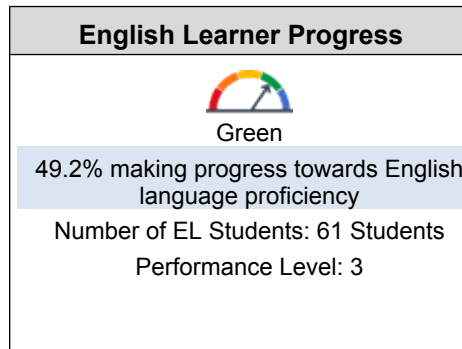 English Learner Progress
Green
49.2% making progress towards English
language proficiency
Number of EL Students: 61 Students
Performance Level: 3